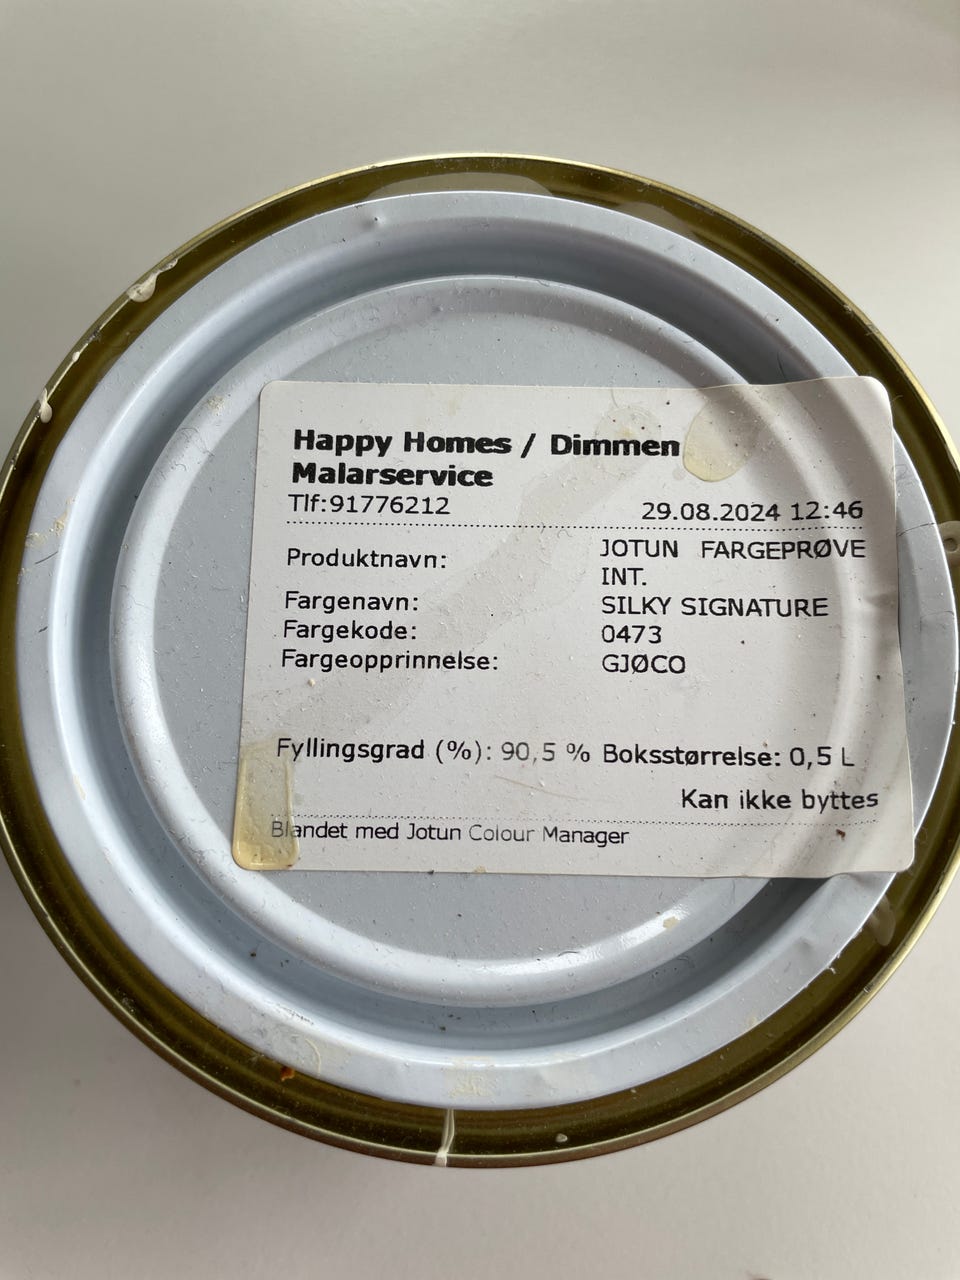 Happy Homes / Dimmen
Malarservice
Tlf:91776212 29.08.2024 12:46
Produktnavn: JOTUN FARGEPRØVE
INT.
Fargenavn: SILKY SIGNATURE
Fargekode: 0473
Fargeopprinnelse: GJØCO
Fyllingsgrad (%): 90,5 % Boksstørrelse: 0,5 L
Kan ikke byttes
Blandet med Jotun Colour Manager